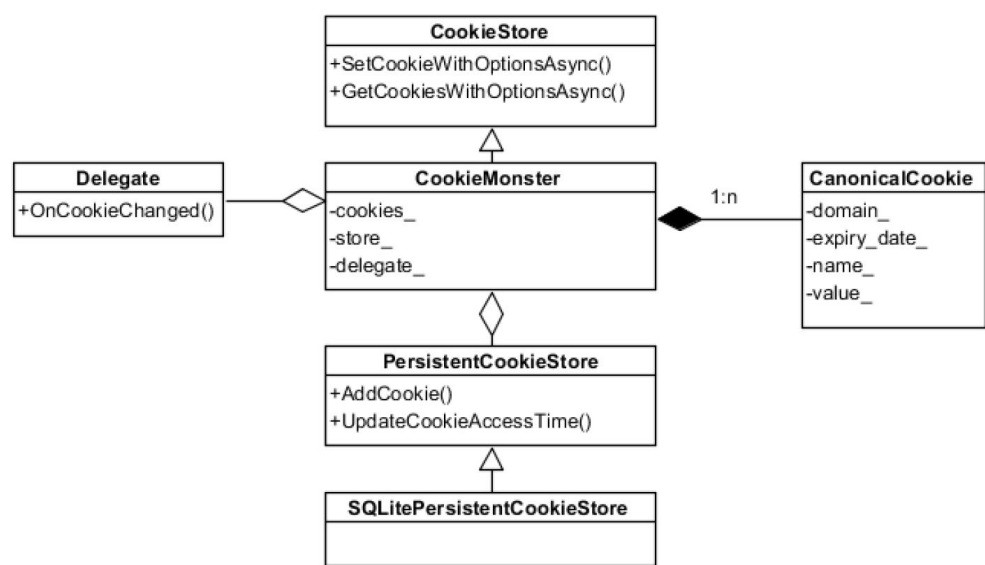 CookieStore
+SetCookieWithOptionsAsync()
+GetCookiesWithOptionsAsync()
Delegate
+OnCookieChanged()
CookieMonster
-cookies_
-store_
-delegate_
1:n
CanonicalCookie
-domain_
-expiry_date_
-name_
-value_
PersistentCookieStore
+AddCookie()
+UpdateCookieAccessTime()
SQLitePersistentCookieStore